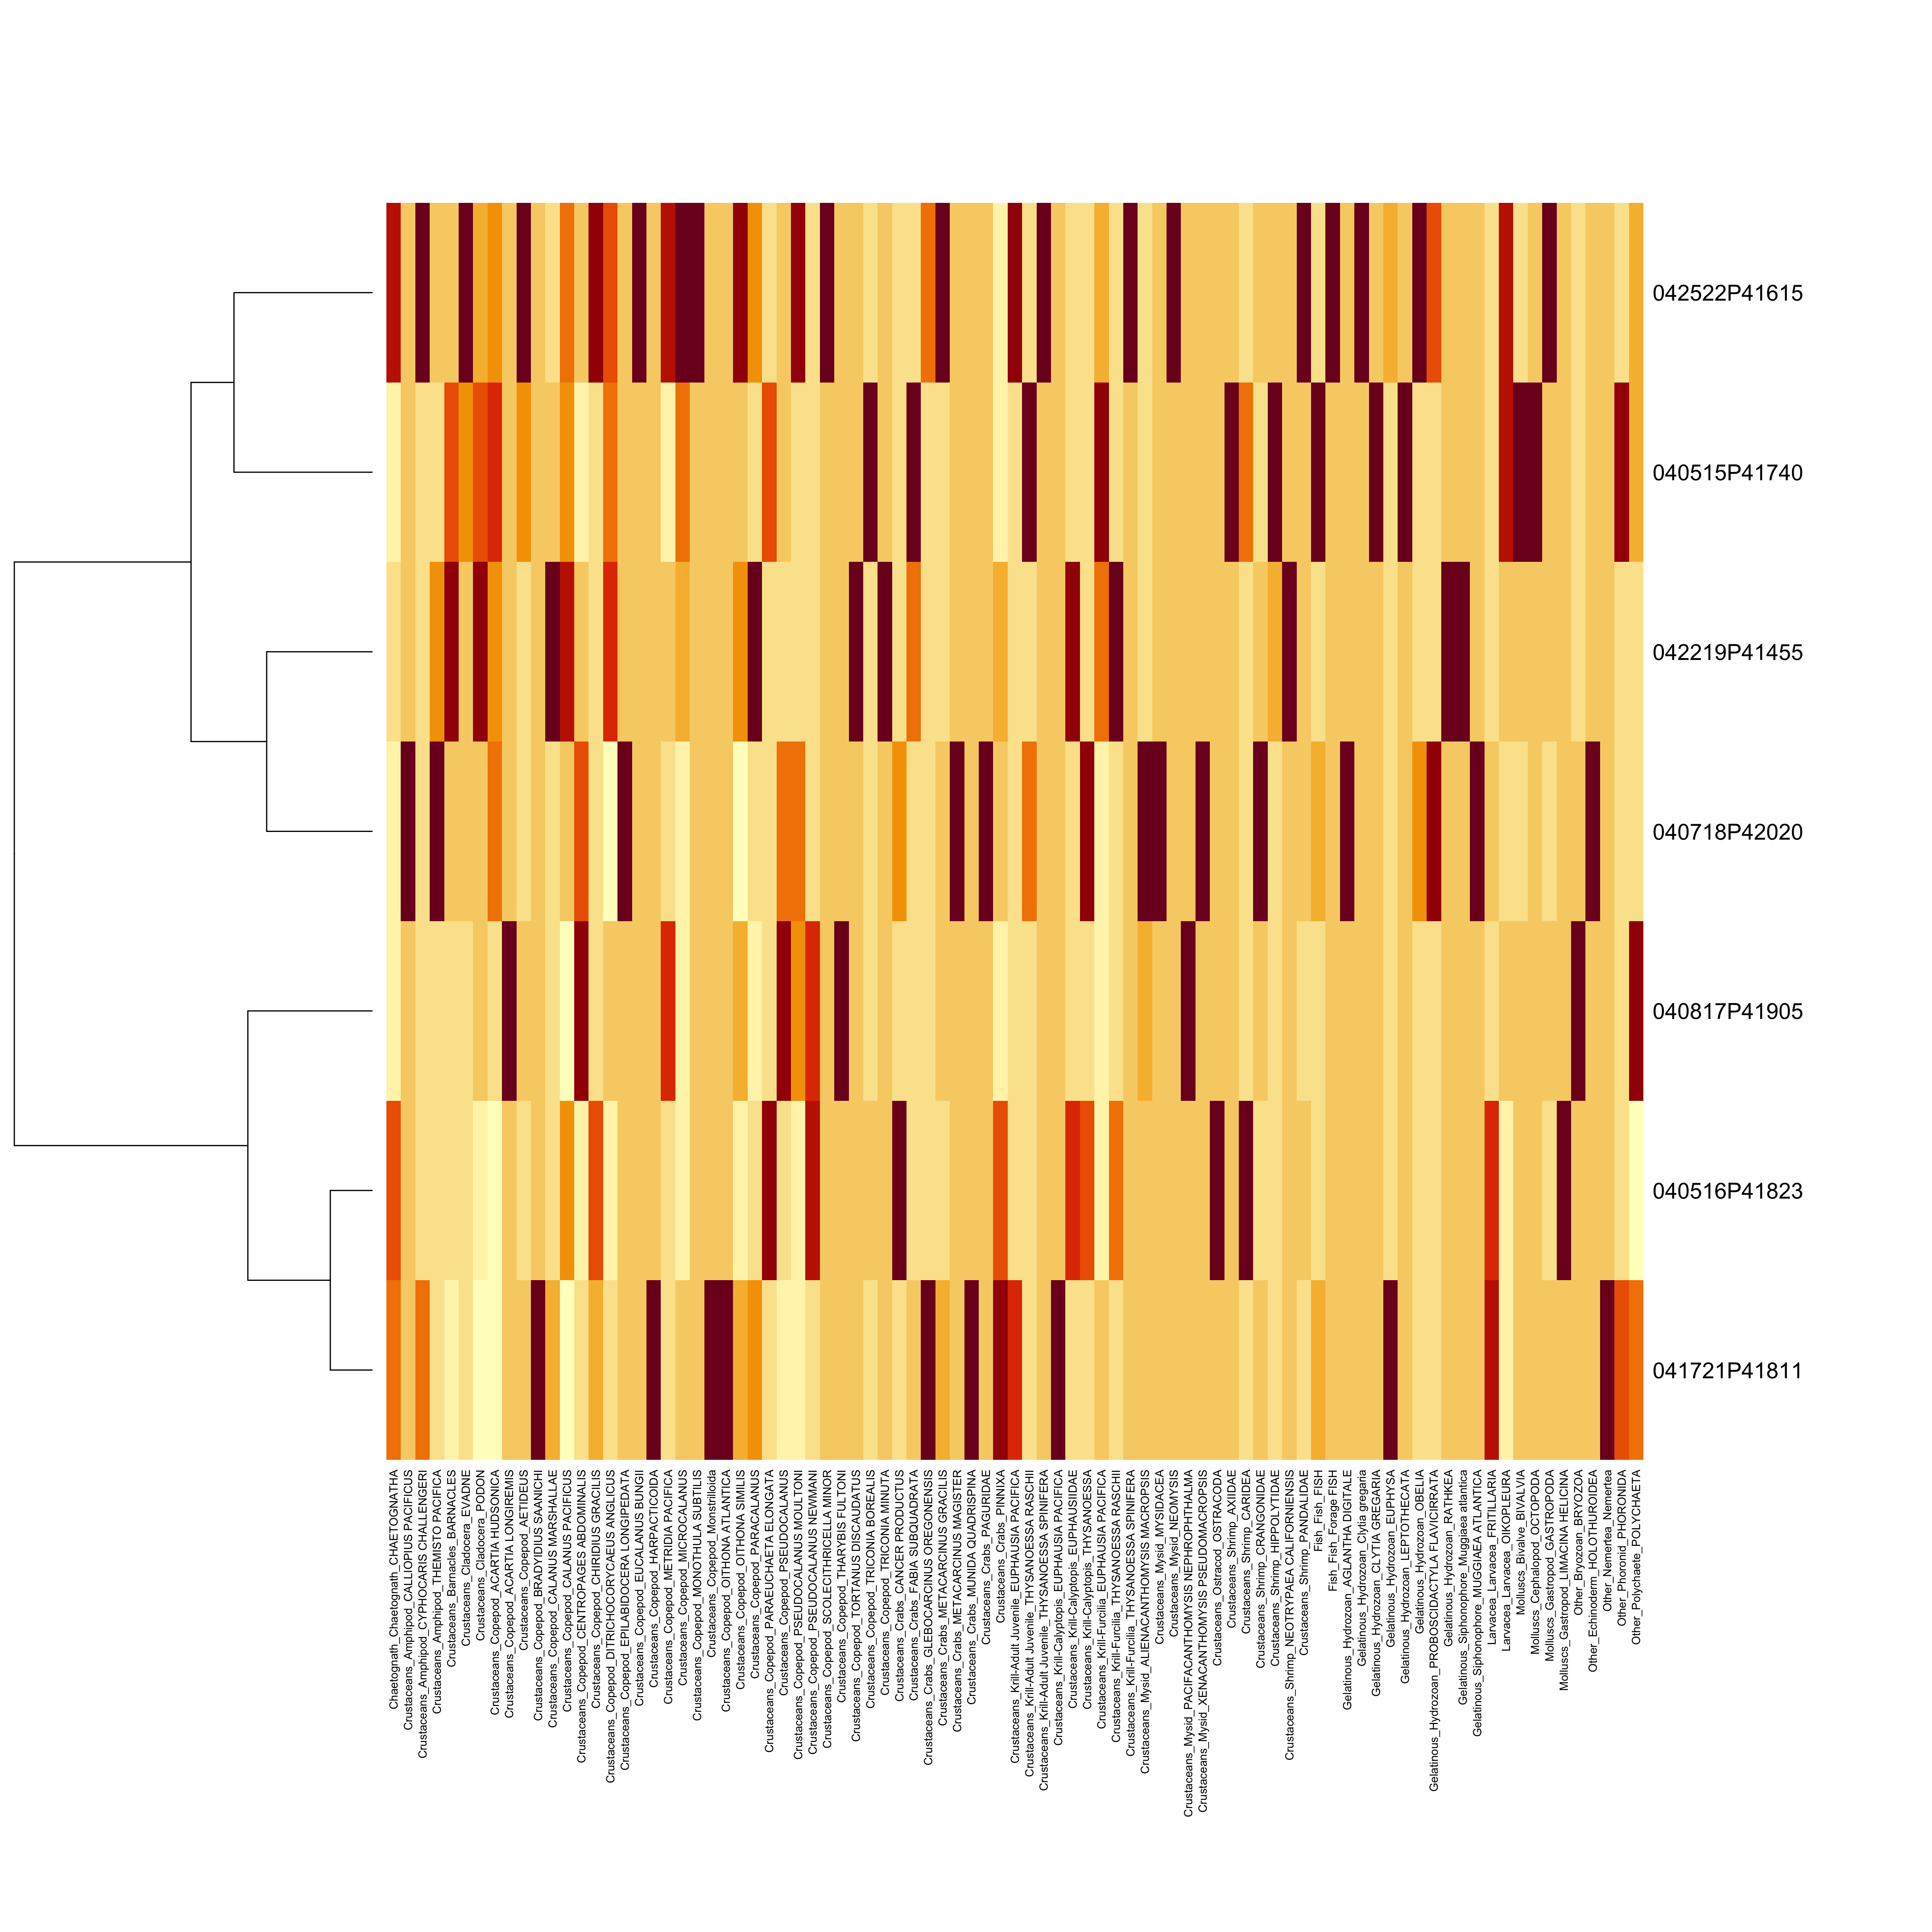 042522P41615
040515P41740
042219P41455
040718P42020
040817P41905
040516P41823
041721P41811
Chaetognath_Chaetognath_CHAETOGNATHA
Crustaceans_Amphipod_CALLIOPIUS PACIFICUS
Crustaceans_Amphipod_CYPHOCARIS CHALLENGERI
Crustaceans_Amphipod_THEMISTO PACIFICA
Crustaceans_Barnacles_BARNACLES
Crustaceans_Cladocera_EVADNE
Crustaceans_Cladocera_PODON
Crustaceans_Copepod_ACARTIA HUDSONICA
Crustaceans_Copepod_ACARTIA LONGIREMIS
Crustaceans_Copepod_AETIDEUS
Crustaceans_Copepod_BRADYIDIUS SAANICHI
Crustaceans_Copepod_CALANUS MARSHALLAE
Crustaceans_Copepod_CALANUS PACIFICUS
Crustaceans_Copepod_CENTROPAGES ABDOMINALIS
Crustaceans_Copepod_CHIRIDIUS GRACILIS
Crustaceans_Copepod_DITRICHOCORYCAEUS ANGLICUS
Crustaceans_Copepod_EPILABIDOCERA LONGIPEDATA
Crustaceans_Copepod_EUCALANUS BUNGII
Crustaceans_Copepod_HARPACTICOIDA
Crustaceans_Copepod_METRIDIA PACIFICA
Crustaceans_Copepod_MICROCALANUS
Crustaceans_Copepod_MONOTHULA SUBTILIS
Crustaceans_Copepod_Monstrilloida
Crustaceans_Copepod_OITHONA ATLANTICA
Crustaceans_Copepod_OITHONA SIMILIS
Crustaceans_Copepod_PARACALANUS
Crustaceans_Copepod_PARAEUCHAETA ELONGATA
Crustaceans_Copepod_PSEUDOCALANUS
Crustaceans_Copepod_PSEUDOCALANUS MOULTONI
Crustaceans_Copepod_PSEUDOCALANUS NEWMANI
Crustaceans_Copepod_SCOLECITHRICELLA MINOR
Crustaceans_Copepod_THARYBIS FULTONI
Crustaceans_Copepod_TORTANUS DISCAUDATUS
Crustaceans_Copepod_TRICONIA BOREALIS
Crustaceans_Copepod_TRICONIA MINUTA
Crustaceans_Crabs_CANCER PRODUCTUS
Crustaceans_Crabs_FABIA SUBQUADRATA
Crustaceans_Crabs_GLEBOCARCINUS OREGONENSIS
Crustaceans_Crabs_METACARCINUS GRACILIS
Crustaceans_Crabs_METACARCINUS MAGISTER
Crustaceans_Crabs_MUNIDA QUADRISPINA
Crustaceans_Crabs_PAGURIDAE
Crustaceans_Crabs_PINNIXA
Crustaceans_Krill-Adult Juvenile_EUPHAUSIA PACIFICA
Crustaceans_Krill-Adult Juvenile_THYSANOESSA RASCHII
Crustaceans_Krill-Adult Juvenile_THYSANOESSA SPINIFERA
Crustaceans_Krill-Calyptopis_EUPHAUSIA PACIFICA
Crustaceans_Krill-Calyptopis_EUPHAUSIIDAE
Crustaceans_Krill-Calyptopis_THYSANOESSA
Crustaceans_Krill-Furcilia_EUPHAUSIA PACIFICA
Crustaceans_Krill-Furcilia_THYSANOESSA RASCHII
Crustaceans_Krill-Furcilia_THYSANOESSA SPINIFERA
Crustaceans_Mysid_ALIENACANTHOMYSIS MACROPSIS
Crustaceans_Mysid_MYSIDACEA
Crustaceans_Mysid_NEOMYSIS
Crustaceans_Mysid_PACIFACANTHOMYSIS NEPHROPHTHALMA
Crustaceans_Mysid_XENACANTHOMYSIS PSEUDOMACROPSIS
Crustaceans_Ostracod_OSTRACODA
Crustaceans_Shrimp_AXIIDAE
Crustaceans_Shrimp_CARIDEA
Crustaceans_Shrimp_CRANGONIDAE
Crustaceans_Shrimp_HIPPOLYTIDAE
Crustaceans_Shrimp_NEOTRYPAEA CALIFORNIENSIS
Crustaceans_Shrimp_PANDALIDAE
Fish_Fish_FISH
Fish_Fish_Forage FISH
Gelatinous_Hydrozoan_AGLANTHA DIGITALE
Gelatinous_Hydrozoan_Clytia gregaria
Gelatinous_Hydrozoan_CLYTIA GREGARIA
Gelatinous_Hydrozoan_EUPHYSA
Gelatinous_Hydrozoan_LEPTOTHECATA
Gelatinous_Hydrozoan_OBELIA
Gelatinous_Hydrozoan_PROBOSCIDACTYLA FLAVICIRRATA
Gelatinous_Hydrozoan_RATHKEA
Gelatinous_Siphonophore_Muggiaea atlantica
Gelatinous_Siphonophore_MUGGIAEA ATLANTICA
Larvacea_Larvacea_FRITILLARIA
Larvacea_Larvacea_OIKOPLEURA
Molluscs_Bivalve_BIVALVIA
Molluscs_Cephalopod_OCTOPODA
Molluscs_Gastropod_GASTROPODA
Molluscs_Gastropod_LIMACINA HELICINA
Other_Bryozoan_BRYOZOA
Other_Echinoderm_HOLOTHUROIDEA
Other_Nemertea_Nemertea
Other_Phoronid_PHORONIDA
Other_Polychaete_POLYCHAETA